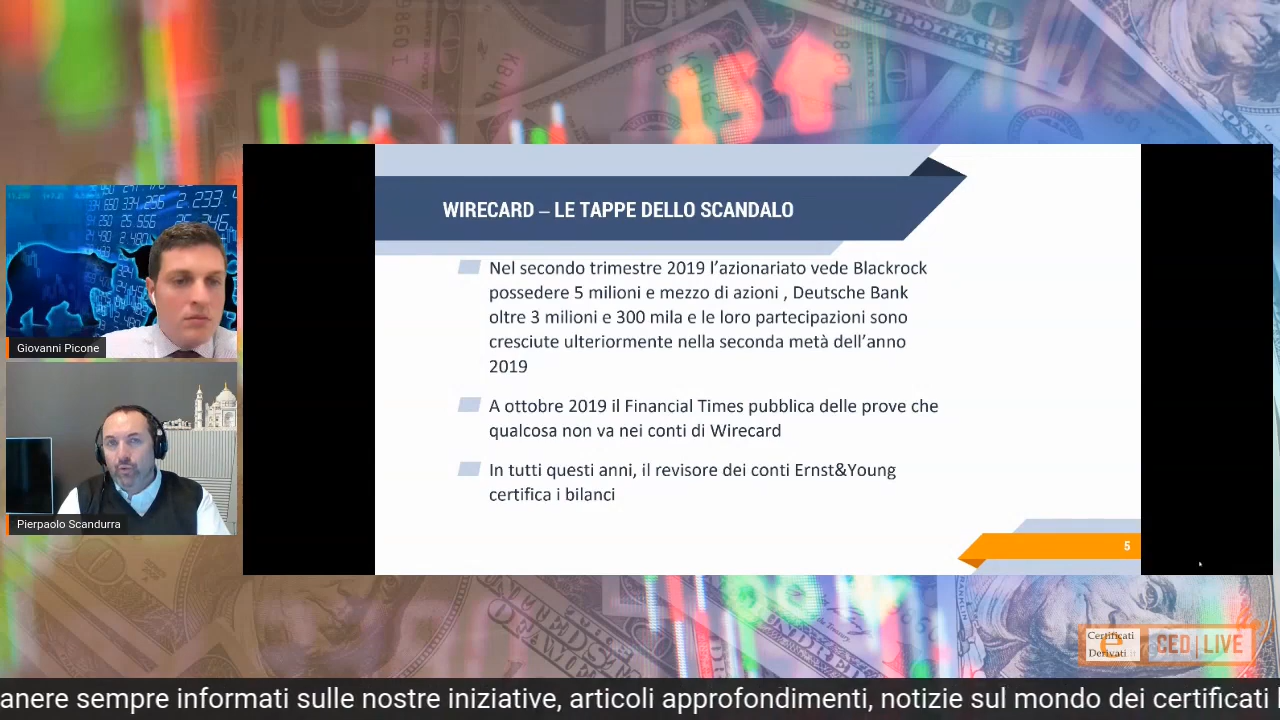 WIRECARD – LE TAPPE DELLO SCANDALO
Nel secondo trimestre 2019 l’azionariato vede Blackrock
possedere 5 milioni e mezzo di azioni , Deutsche Bank
oltre 3 milioni e 300 mila e le loro partecipazioni sono
cresciute ulteriormente nella seconda metà dell’anno
2019
A ottobre 2019 il Financial Times pubblica delle prove che
qualcosa non va nei conti di Wirecard
In tutti questi anni, il revisore dei conti Ernst&Young
certifica i bilanci
5
Giovanni Picone
Pierpaolo Scandurra
Certificati
Derivati
CED | LIVE
anere sempre informati sulle nostre iniziative, articoli approfondimenti, notizie sul mondo dei certificati